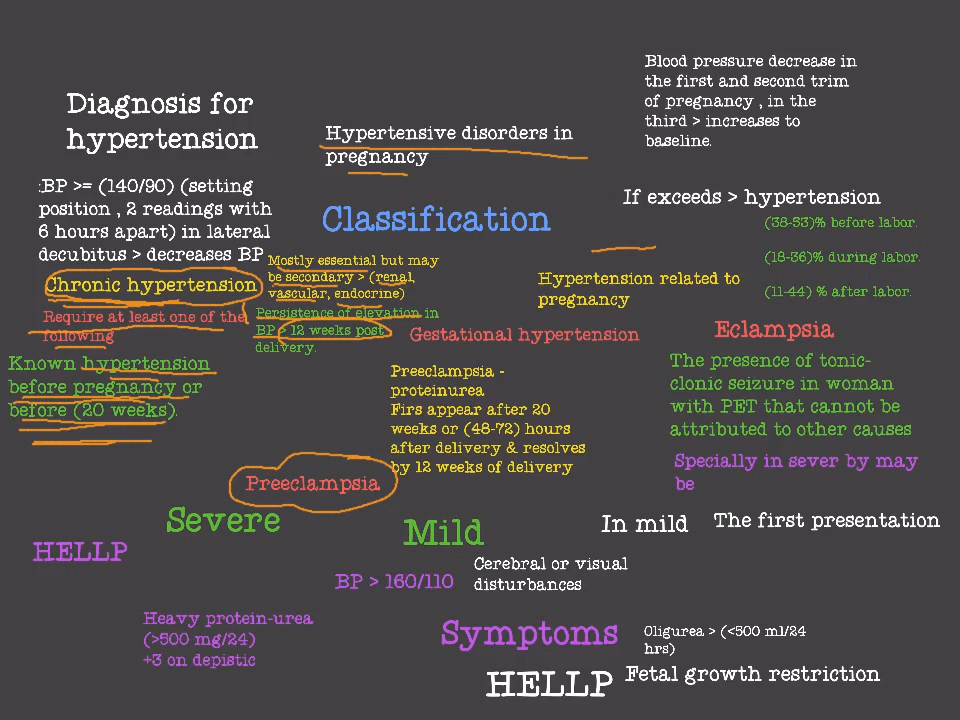 Blood pressure decrease in
the first and second trim
of pregnancy , in the
third > increases to
baseline.
Diagnosis for
hypertension
Hypertensive disorders in
pregnancy
:BP >= (140/90) (setting
position , 2 readings with
6 hours apart) in lateral
decubitus > decreases BP
Classification
If exceeds > hypertension
(38-53)% before labor.
(18-36)% during labor.
(11-44) % after labor.
Mostly essential but may
be secondary > (renal,
vascular, endocrine)
Hypertension related to
pregnancy
Chronic hypertension
Require at least one of the
following
Persistence of elevation in
BP > 12 weeks post
delivery.
Gestational hypertension
Eclampsia
Known hypertension
before pregnancy or
before (20 weeks).
Preeclampsia -
proteinurea
Firs appear after 20
weeks or (48-72) hours
after delivery & resolves
by 12 weeks of delivery
The presence of tonic-
clonic seizure in woman
with PET that cannot be
attributed to other causes
Specially in sever by may
be
Preeclampsia
Severe
Mild
In mild
The first presentation
HELLP
BP > 160/110
Cerebral or visual
disturbances
Heavy protein-urea
(>500 mg/24)
+3 on depistic
Symptoms
Oligurea > (<500 ml/24
hrs)
HELLP
Fetal growth restriction